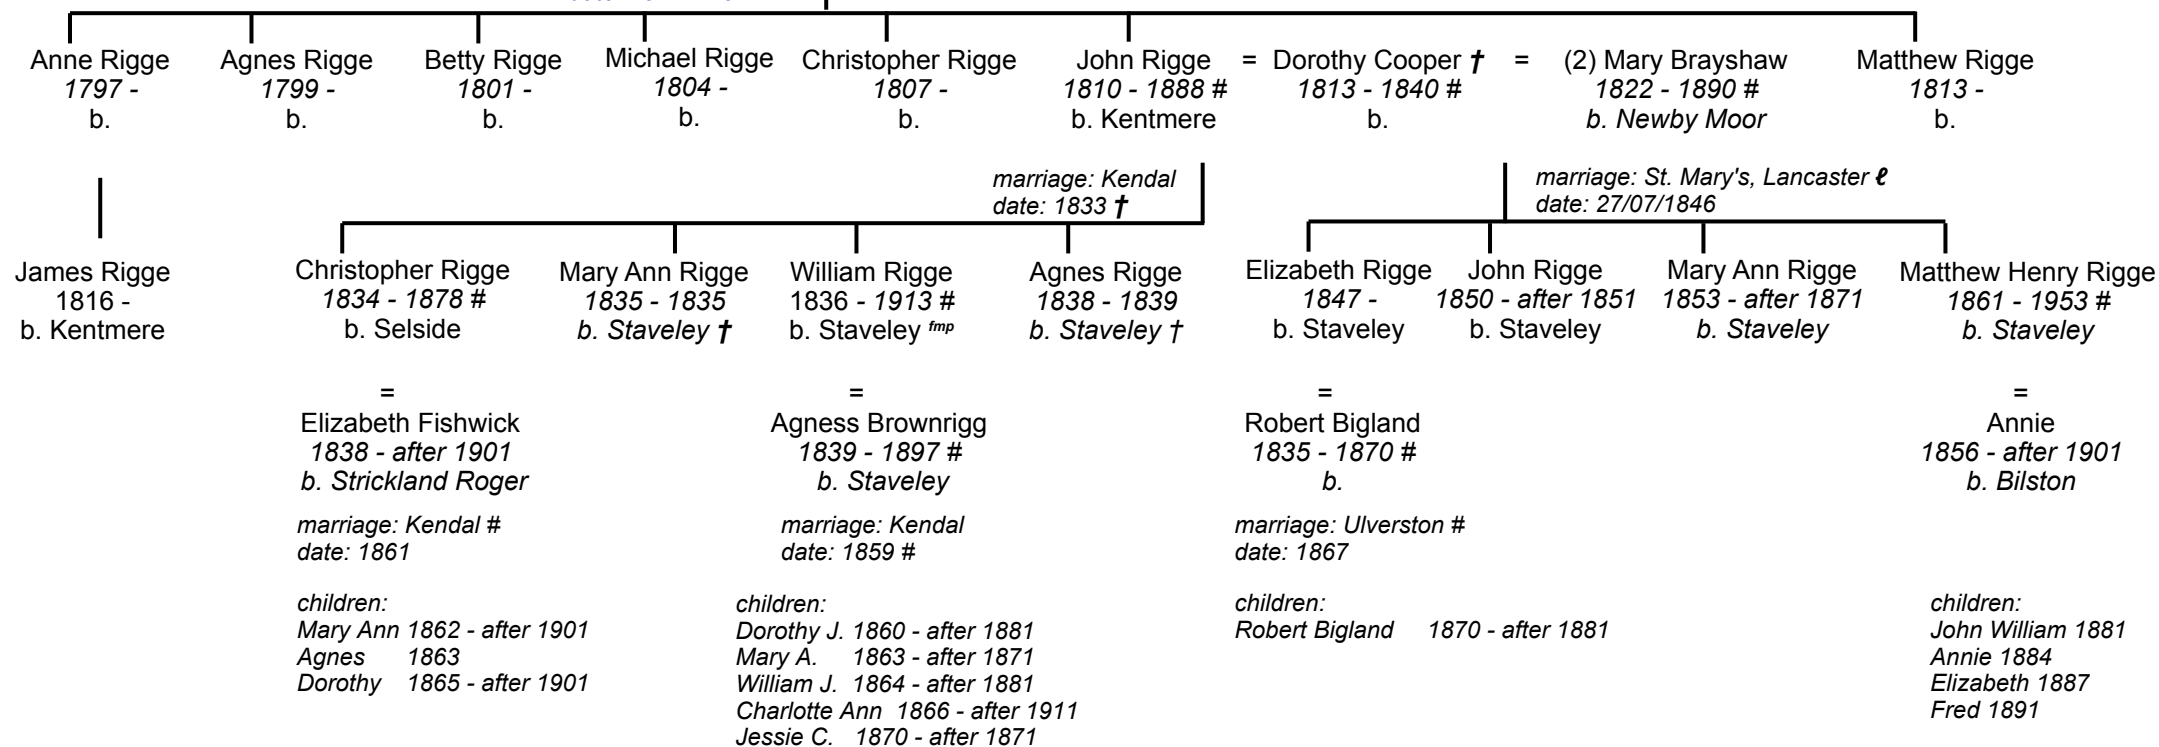 Anne Rigge
1797 -
b.
Agnes Rigge
1799 -
b.
Betty Rigge
1801 -
b.
Michael Rigge
1804 -
b.
Christopher Rigge
1807 -
b.
John Rigge
1810 - 1888 #
b. Kentmere
=
Dorothy Cooper †
1813 - 1840 #
b.
=
(2) Mary Brayshaw
1822 - 1890 #
b. Newby Moor
Matthew Rigge
1813 -
b.
marriage: Kendal
date: 1833 †
marriage: St. Mary's, Lancaster ℓ
date: 27/07/1846
James Rigge
1816 -
b. Kentmere
Christopher Rigge
1834 - 1878 #
b. Selside
Mary Ann Rigge
1835 - 1835
b. Staveley †
William Rigge
1836 - 1913 #
b. Staveley fmp
Agnes Rigge
1838 - 1839
b. Staveley †
Elizabeth Rigge
1847 -
b. Staveley
John Rigge
1850 - after 1851
b. Staveley
Mary Ann Rigge
1853 - after 1871
b. Staveley
Matthew Henry Rigge
1861 - 1953 #
b. Staveley
=
Elizabeth Fishwick
1838 - after 1901
b. Strickland Roger
marriage: Kendal #
date: 1861
children:
Mary Ann 1862 - after 1901
Agnes 1863
Dorothy 1865 - after 1901
=
Agness Brownrigg
1839 - 1897 #
b. Staveley
marriage: Kendal
date: 1859 #
children:
Dorothy J. 1860 - after 1881
Mary A. 1863 - after 1871
William J. 1864 - after 1881
Charlotte Ann 1866 - after 1911
Jessie C. 1870 - after 1871
=
Robert Bigland
1835 - 1870 #
b.
marriage: Ulverston #
date: 1867
children:
Robert Bigland 1870 - after 1881
=
Annie
1856 - after 1901
b. Bilston
children:
John William 1881
Annie 1884
Elizabeth 1887
Fred 1891